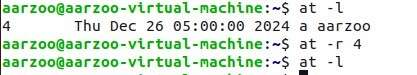 aarzoo@aarzoo-virtual-machine:~$ at -l
4	Thu Dec 26 05:00:00 2024 a aarzoo
aarzoo@aarzoo-virtual-machine:~$ at -r 4
aarzoo@aarzoo-virtual-machine:~$ at -l